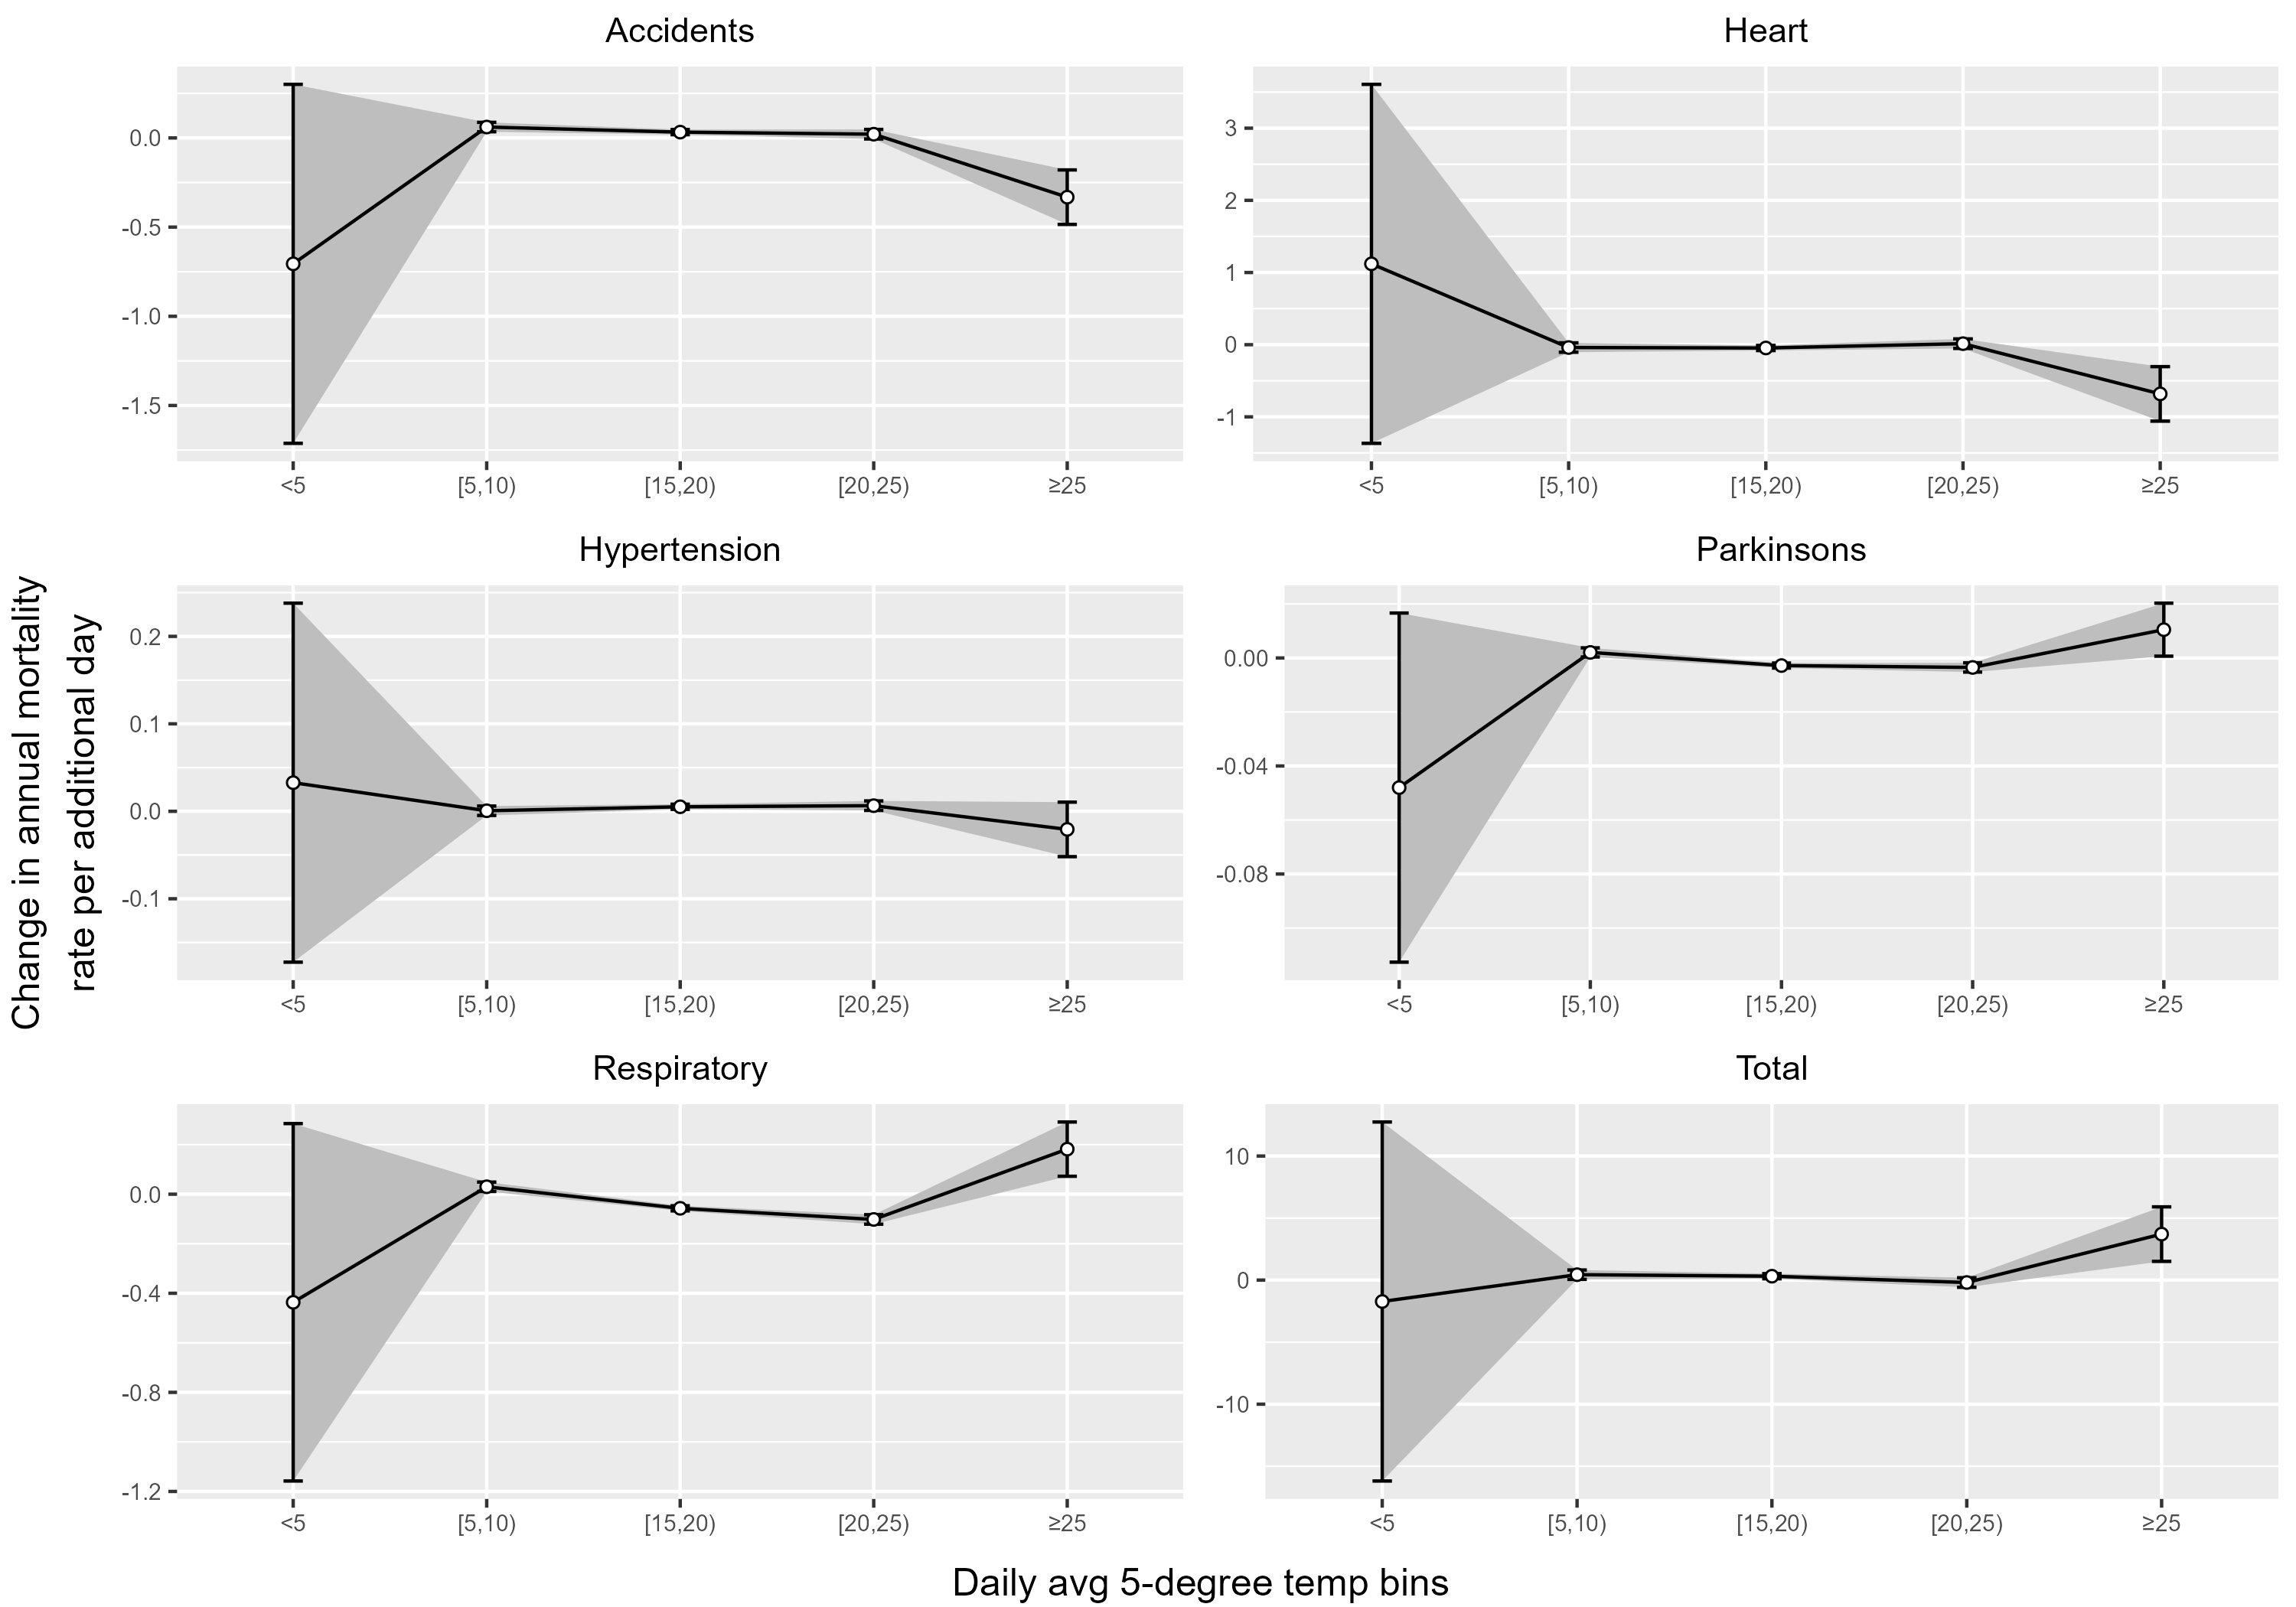 Accidents
0.0
-0.5
-1.0
-1.5
<5 [5,10) [15,20) [20,25) ≥25
Heart
3
2
1
0
-1
<5 [5,10) [15,20) [20,25) ≥25
Hypertension
0.2
0.1
0.0
-0.1
<5 [5,10) [15,20) [20,25) ≥25
Parkinsons
0.00
-0.04
-0.08
<5 [5,10) [15,20) [20,25) ≥25
Respiratory
0.0
-0.4
-0.8
-1.2
<5 [5,10) [15,20) [20,25) ≥25
Total
10
0
-10
<5 [5,10) [15,20) [20,25) ≥25
Change in annual mortality
rate per additional day
Daily avg 5-degree temp bins